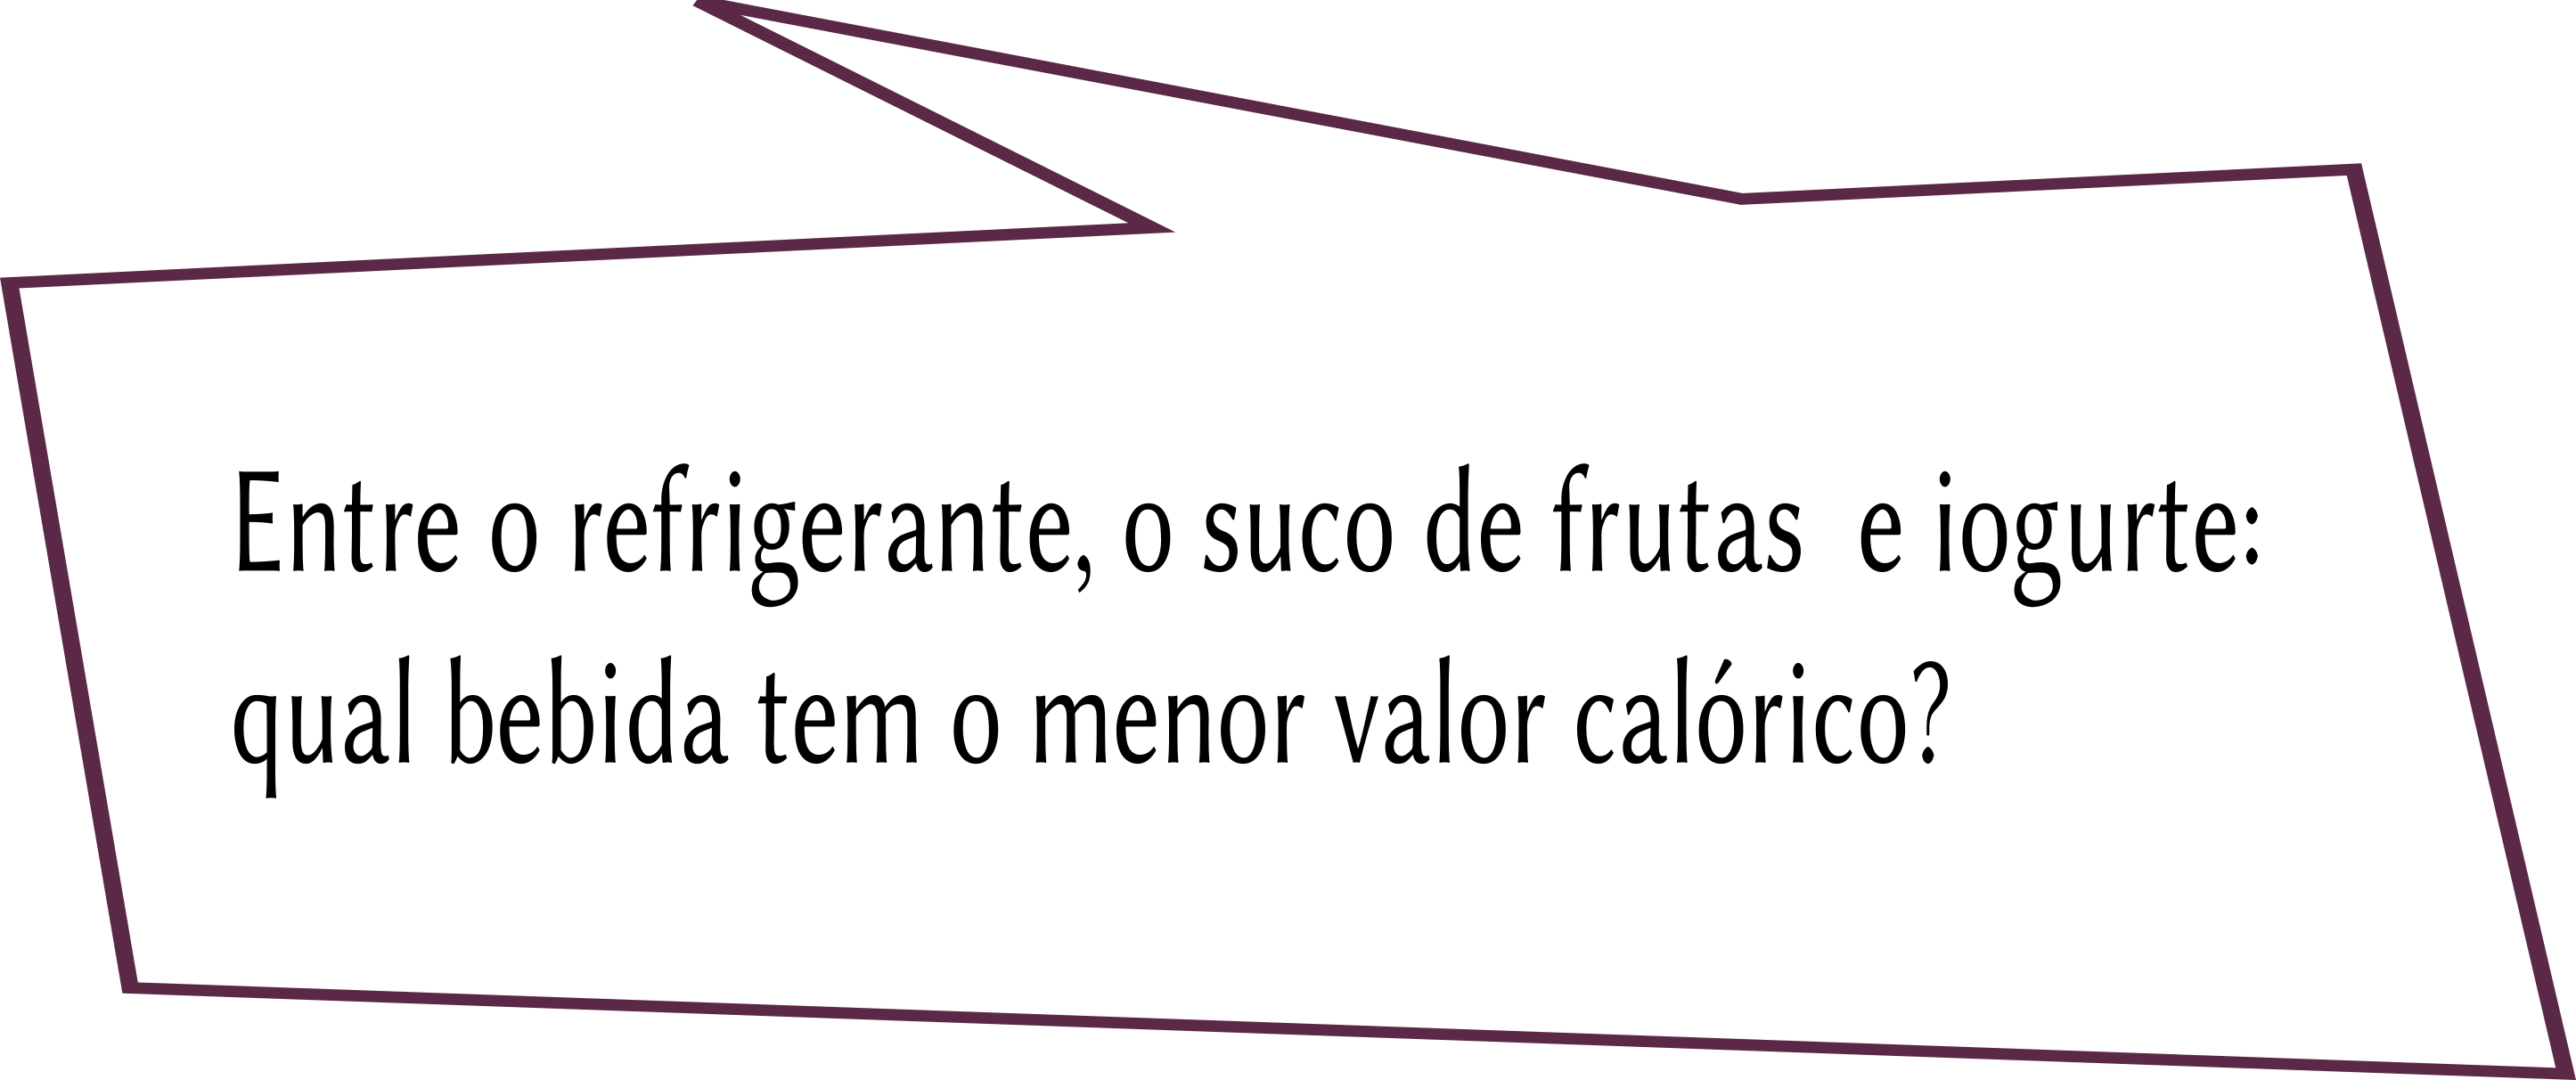 Entre o refrigerante, o suco de frutas  e iogurte:
qual bebida tem o menor valor calórico?